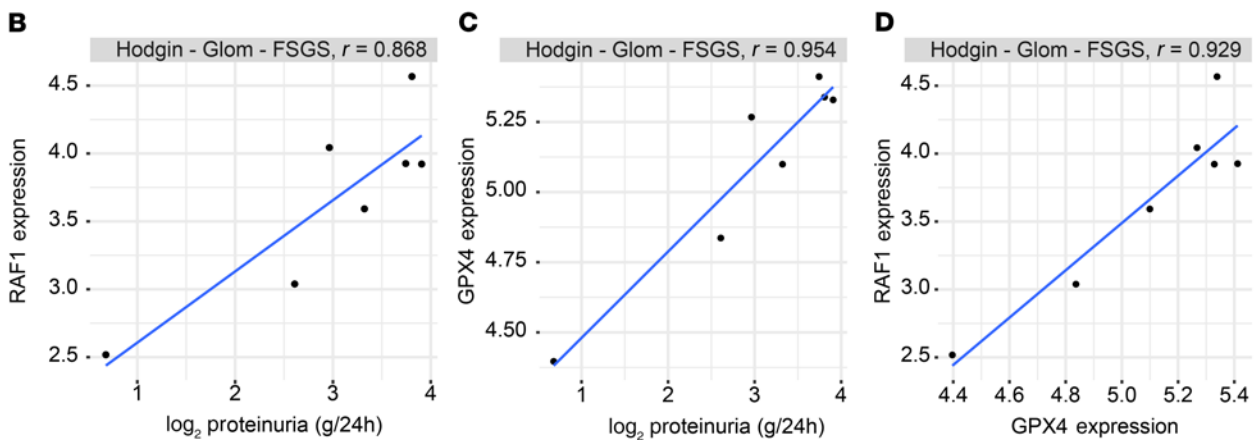 B
Hodgin - Glom - FSGS, r = 0.868
4.5
4.0
3.5
3.0
2.5
RAF1 expression
1 2 3 4
log₂ proteinuria (g/24h)
C
Hodgin - Glom - FSGS, r = 0.954
5.25
5.00
4.75
4.50
GPX4 expression
1 2 3 4
log₂ proteinuria (g/24h)
D
Hodgin - Glom - FSGS, r = 0.929
4.5
4.0
3.5
3.0
2.5
RAF1 expression
4.4 4.6 4.8 5.0 5.2 5.4
GPX4 expression